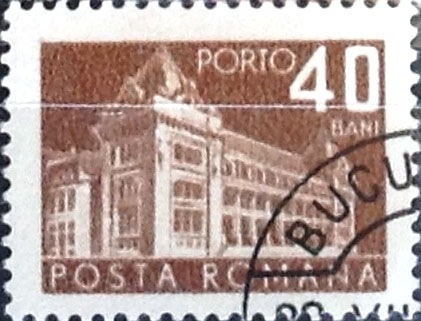 PORTO 40
BANI
POSTA ROMANA
BUCU